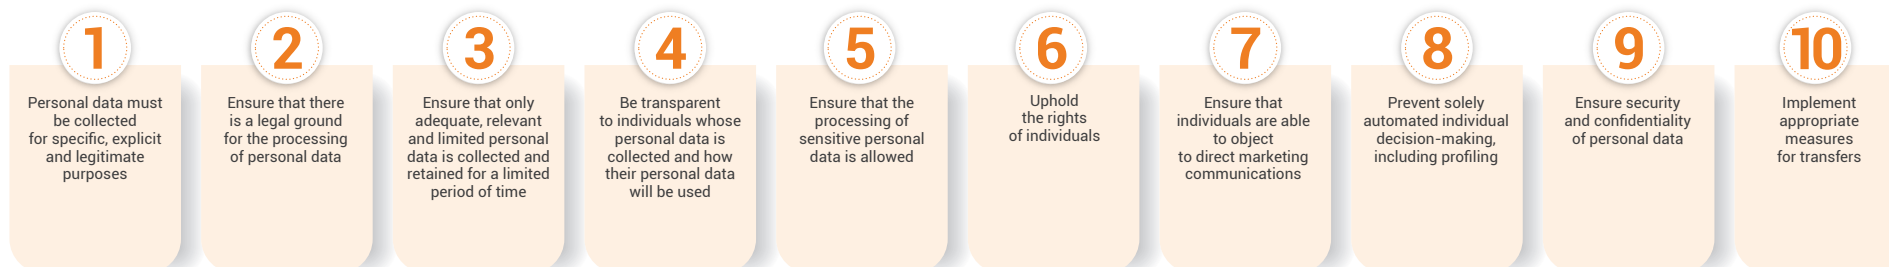 1
Personal data must
be collected
for specific, explicit
and legitimate
purposes
2
Ensure that there
is a legal ground
for the processing
of personal data
3
Ensure that only
adequate, relevant
and limited personal
data is collected and
retained for a limited
period of time
4
Be transparent
to individuals whose
personal data is
collected and how
their personal data
will be used
5
Ensure that the
processing of
sensitive personal
data is allowed
6
Uphold
the rights
of individuals
7
Ensure that
individuals are able
to object
to direct marketing
communications
8
Prevent solely
automated individual
decision-making,
including profiling
9
Ensure security
and confidentiality
of personal data
10
Implement
appropriate
measures
for transfers